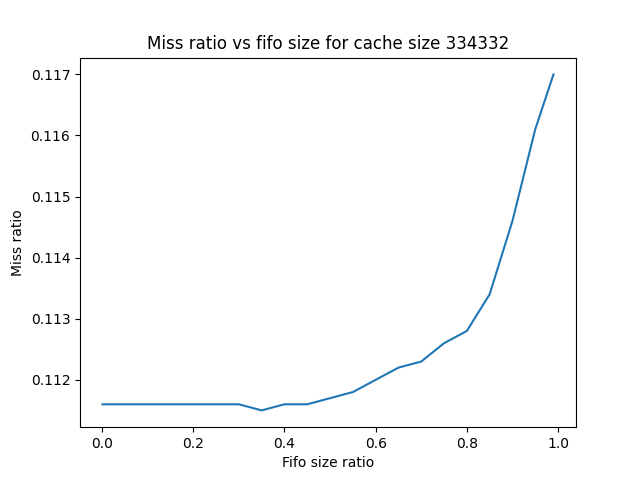 Miss ratio vs fifo size for cache size 334332
0.117
0.116
0.115
0.114
0.113
0.112
Miss ratio
0.0 0.2 0.4 0.6 0.8 1.0
Fifo size ratio